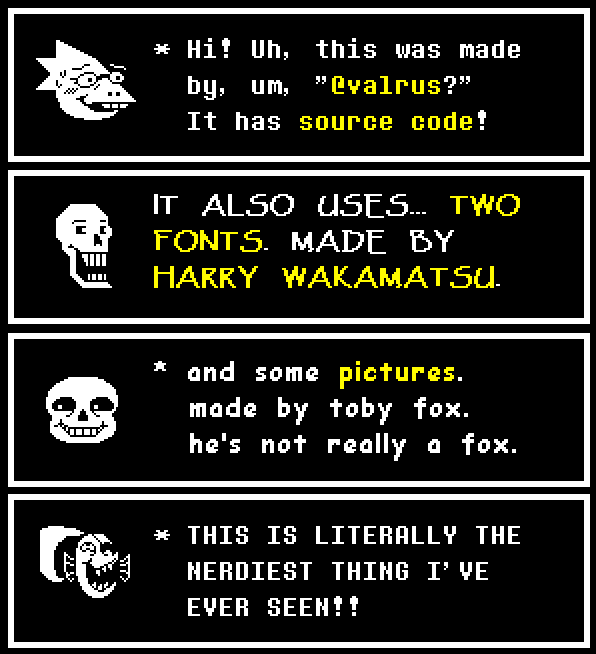 * Hi! Uh, this was made
by, um, "@valrus?"
It has source code!
IT ALSO USES... TWO
FONTS. MADE BY
HARRY WAKAMATSU.
* and some pictures.
made by toby fox.
he's not really a fox.
* THIS IS LITERALLY THE
NERDIEST THING I'VE
EVER SEEN!!